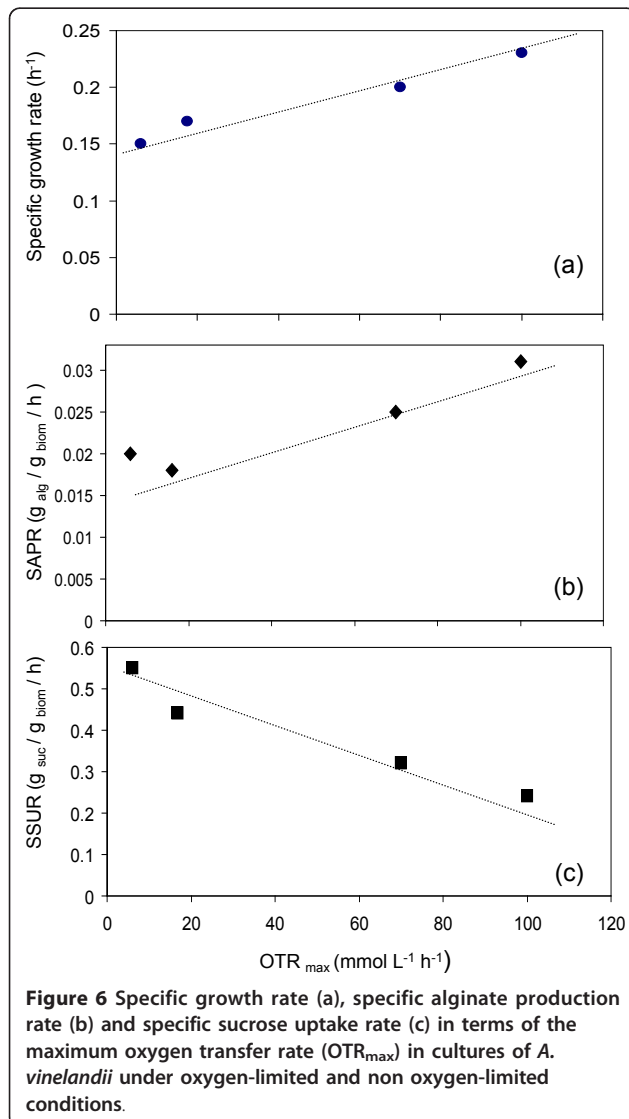 0.25
0.2
0.15
0.1
0.05
0
Specific growth rate (h-1)
(a)
0.03
0.025
0.02
0.015
0.01
0.005
0
SAPR (g alg / g biom / h)
(b)
0.6
0.5
0.4
0.3
0.2
0.1
0
SSUR (g suc / g biom / h)
(c)
0 20 40 60 80 100 120
OTR max (mmol L-1 h-1)
Figure 6 Specific growth rate (a), specific alginate production
rate (b) and specific sucrose uptake rate (c) in terms of the
maximum oxygen transfer rate (OTRmax) in cultures of A.
vinelandii under oxygen-limited and non oxygen-limited
conditions.